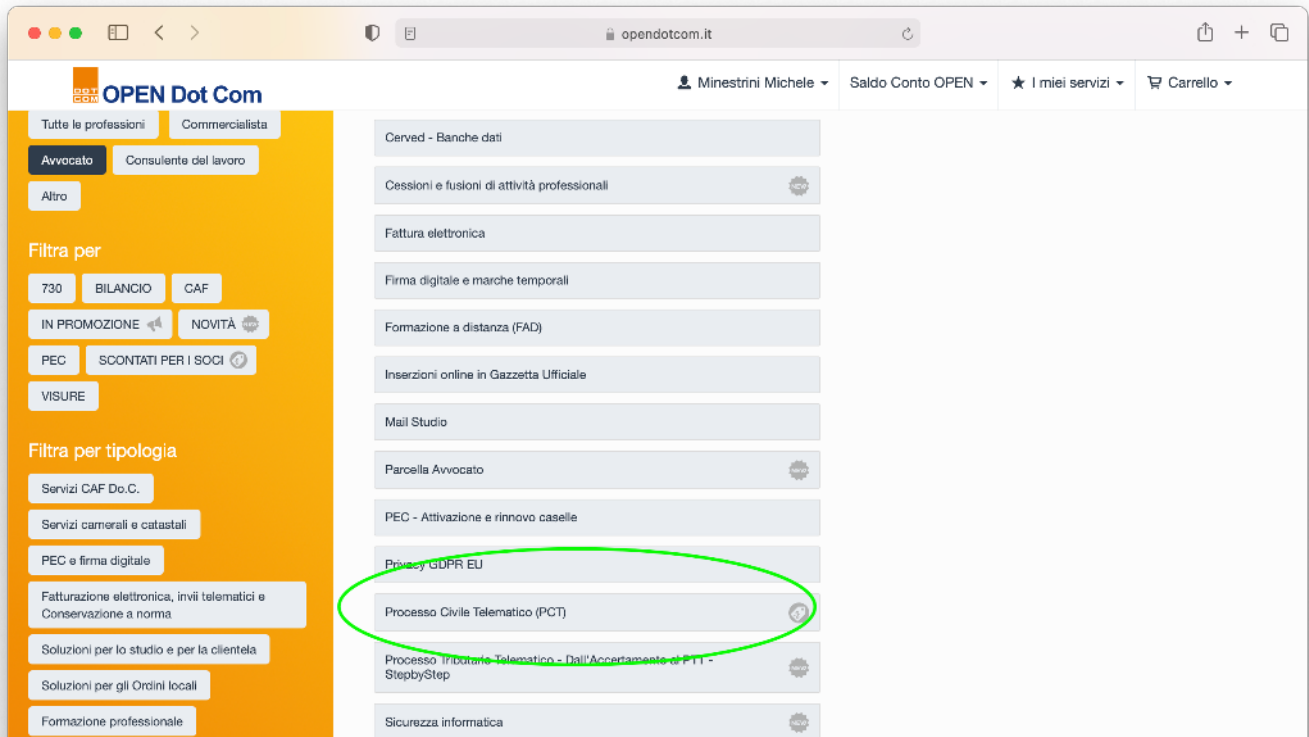 opendotcom.it
DOT
COM
OPEN Dot Com
Minestrini Michele
Saldo Conto OPEN
I miei servizi
Carrello
Tutte le professioni
Commercialista
Avvocato
Consulente del lavoro
Altro
Filtra per
730
BILANCIO
CAF
IN PROMOZIONE
NOVITÀ
PEC
SCONTATI PER I SOCI
VISURE
Filtra per tipologia
Servizi CAF Do.C.
Servizi camerali e catastali
PEC e firma digitale
Fatturazione elettronica, invii telematici e
Conservazione a norma
Soluzioni per lo studio e per la clientela
Soluzioni per gli Ordini locali
Formazione professionale
Cerved - Banche dati
Cessioni e fusioni di attività professionali
Fattura elettronica
Firma digitale e marche temporali
Formazione a distanza (FAD)
Inserzioni online in Gazzetta Ufficiale
Mail Studio
Parcella Avvocato
PEC - Attivazione e rinnovo caselle
Privacy GDPR EU
Processo Civile Telematico (PCT)
Processo Tributario Telematico - Dall'Accertamento al PTT -
StepbyStep
Sicurezza informatica